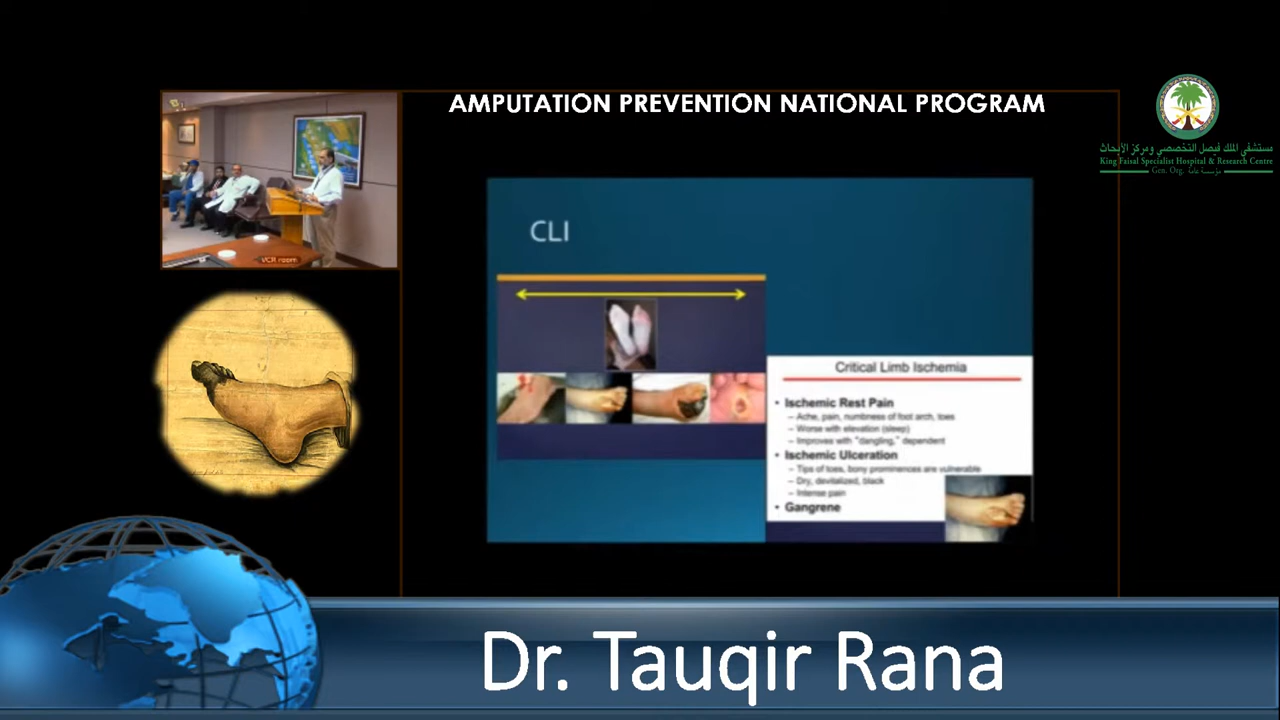 AMPUTATION PREVENTION NATIONAL PROGRAM
مستشفى الملك فيصل التخصصي ومركز الأبحاث
King Faisal Specialist Hospital & Research Centre
Gen. Org. مؤسسة عامة
VCR room
CLI
Critical Limb Ischemia
• Ischemic Rest Pain
– Ache, pain, numbness of foot arch, toes
– Worse with elevation (sleep)
– Improves with "dangling," dependent
• Ischemic Ulceration
– Tips of toes, bony prominences are vulnerable
– Dry, devitalized, black
– Intense pain
• Gangrene
Dr. Tauqir Rana